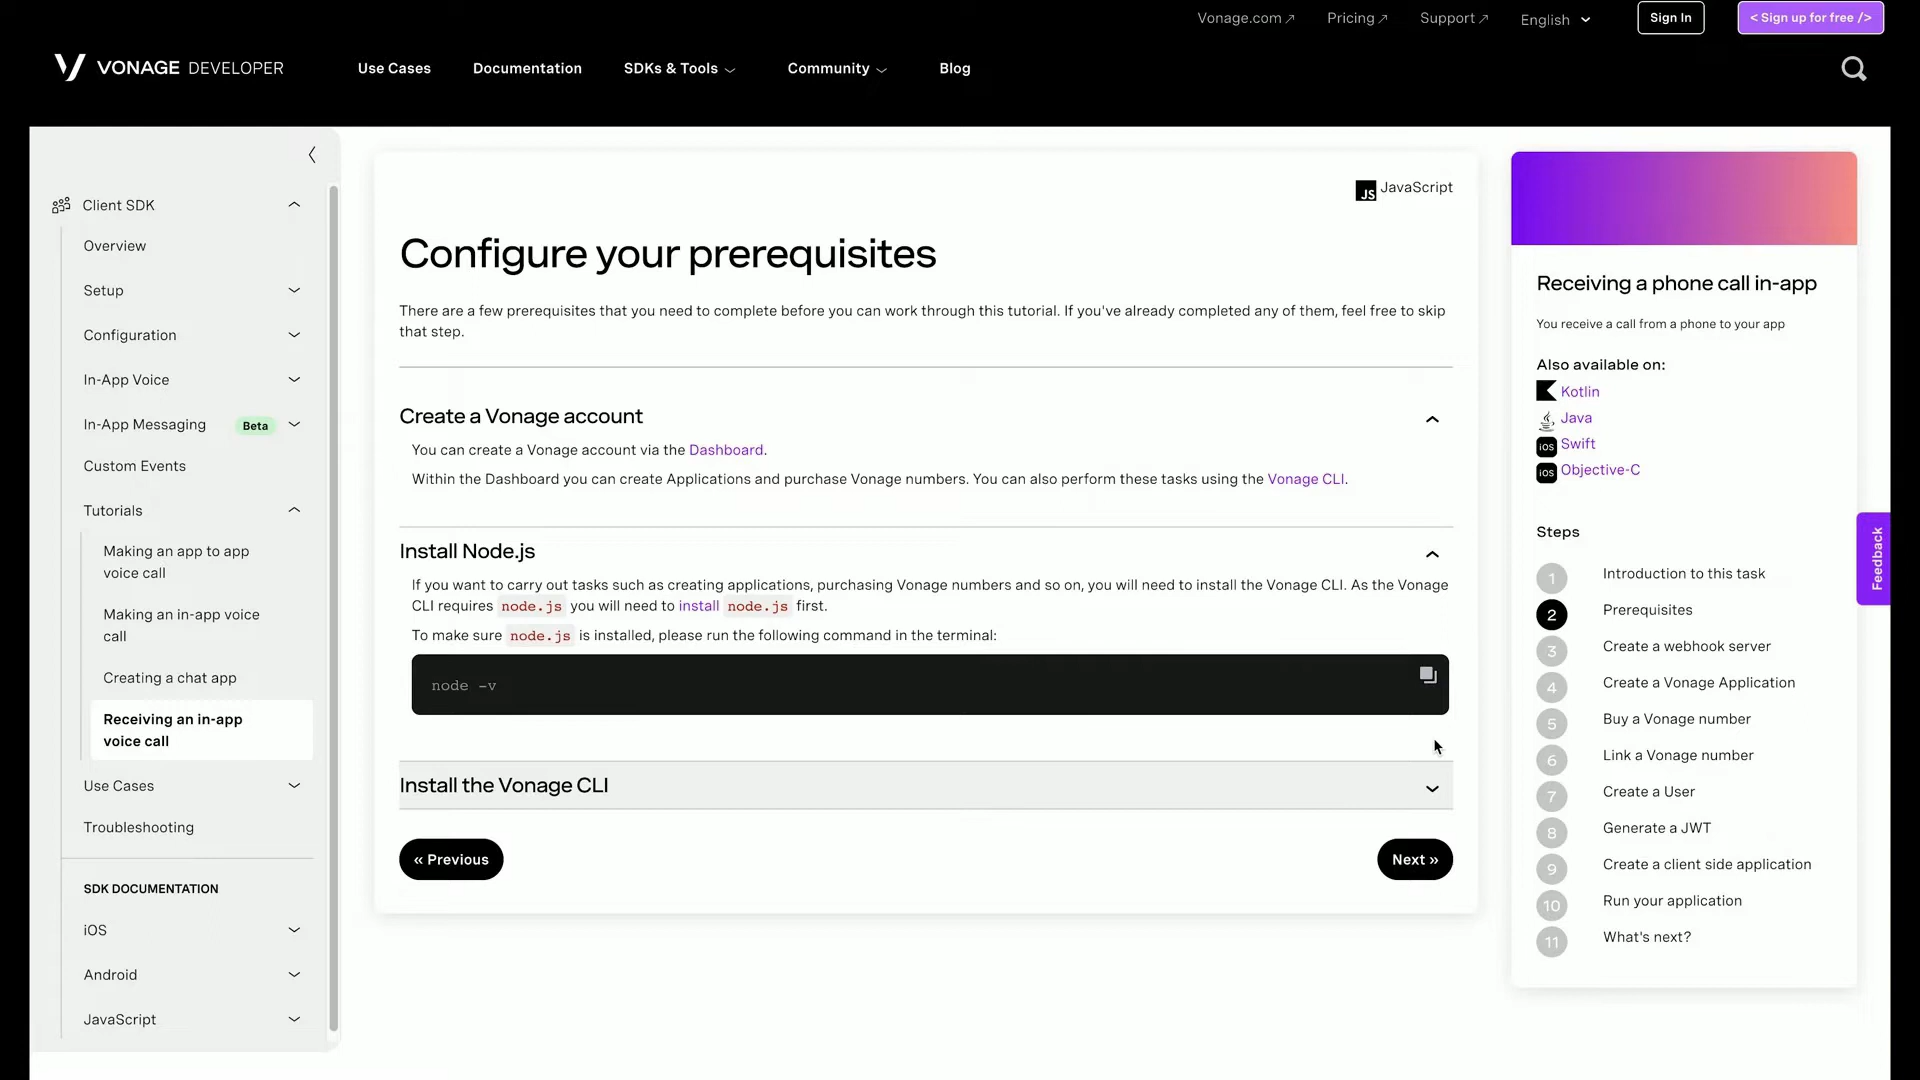 Vonage.com
Pricing
Support
English
Sign In
< Sign up for free />
VONAGE DEVELOPER
Use Cases
Documentation
SDKs & Tools
Community
Blog
Client SDK
Overview
Setup
Configuration
In-App Voice
In-App Messaging
Beta
Custom Events
Tutorials
Making an app to app
voice call
Making an in-app voice
call
Creating a chat app
Receiving an in-app
voice call
Use Cases
Troubleshooting
SDK DOCUMENTATION
iOS
Android
JavaScript
JS JavaScript
Configure your prerequisites
There are a few prerequisites that you need to complete before you can work through this tutorial. If you've already completed any of them, feel free to skip
that step.
Create a Vonage account
You can create a Vonage account via the Dashboard.
Within the Dashboard you can create Applications and purchase Vonage numbers. You can also perform these tasks using the Vonage CLI.
Install Node.js
If you want to carry out tasks such as creating applications, purchasing Vonage numbers and so on, you will need to install the Vonage CLI. As the Vonage
CLI requires node.js you will need to install node.js first.
To make sure node.js is installed, please run the following command in the terminal:
node -v
Install the Vonage CLI
« Previous
Next »
Receiving a phone call in-app
You receive a call from a phone to your app
Also available on:
Kotlin
Java
iOS Swift
iOS Objective-C
Steps
1 Introduction to this task
2 Prerequisites
3 Create a webhook server
4 Create a Vonage Application
5 Buy a Vonage number
6 Link a Vonage number
7 Create a User
8 Generate a JWT
9 Create a client side application
10 Run your application
11 What's next?
Feedback